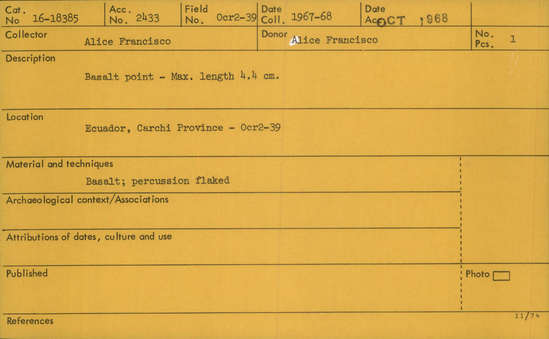 Cat. No 16-18385 Acc. No. 2433 Field No. Ocr2-39 Date Coll. 1967-68 Date Acc OCT 1968
Collector Alice Francisco Donor Alice Francisco No. Pcs. 1
Description
Basalt point - Max. length 4.4 cm.
Location
Ecuador, Carchi Province - Ocr2-39
Material and techniques
Basalt; percussion flaked
Archaeological context/Associations
Attributions of dates, culture and use
Published Photo
11/74
References